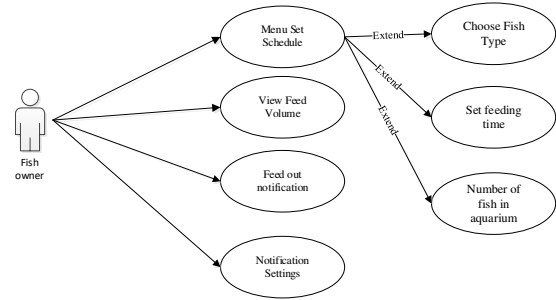 Menu Set
Schedule
Extend
Choose Fish
Type
View Feed
Volume
Extend
Set feeding
time
Extend
Fish
owner
Feed out
notification
Number of
fish in
aquarium
Notification
Settings